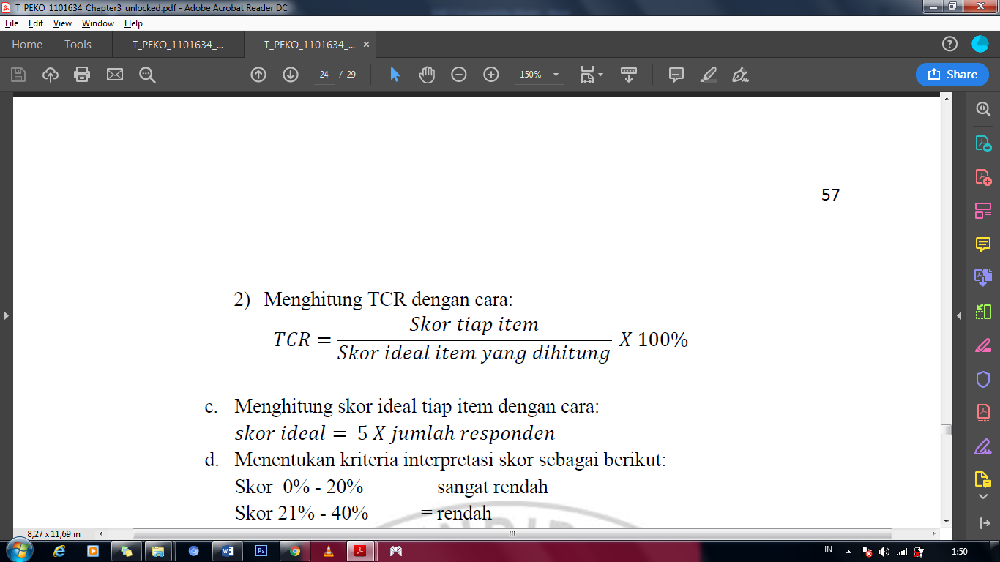 T_PEKO_1101634_Chapter3_unlocked.pdf - Adobe Acrobat Reader DC
File Edit View Window Help
Home Tools T_PEKO_1101634_... T_PEKO_1101634_... ×
24 / 29 150% Share
57
2) Menghitung TCR dengan cara:
TCR = Skor tiap item / Skor ideal item yang dihitung X 100%
c. Menghitung skor ideal tiap item dengan cara:
skor ideal = 5 X jumlah responden
d. Menentukan kriteria interpretasi skor sebagai berikut:
Skor 0% - 20% = sangat rendah
Skor 21% - 40% = rendah
8,27 x 11,69 in
IN 1:50